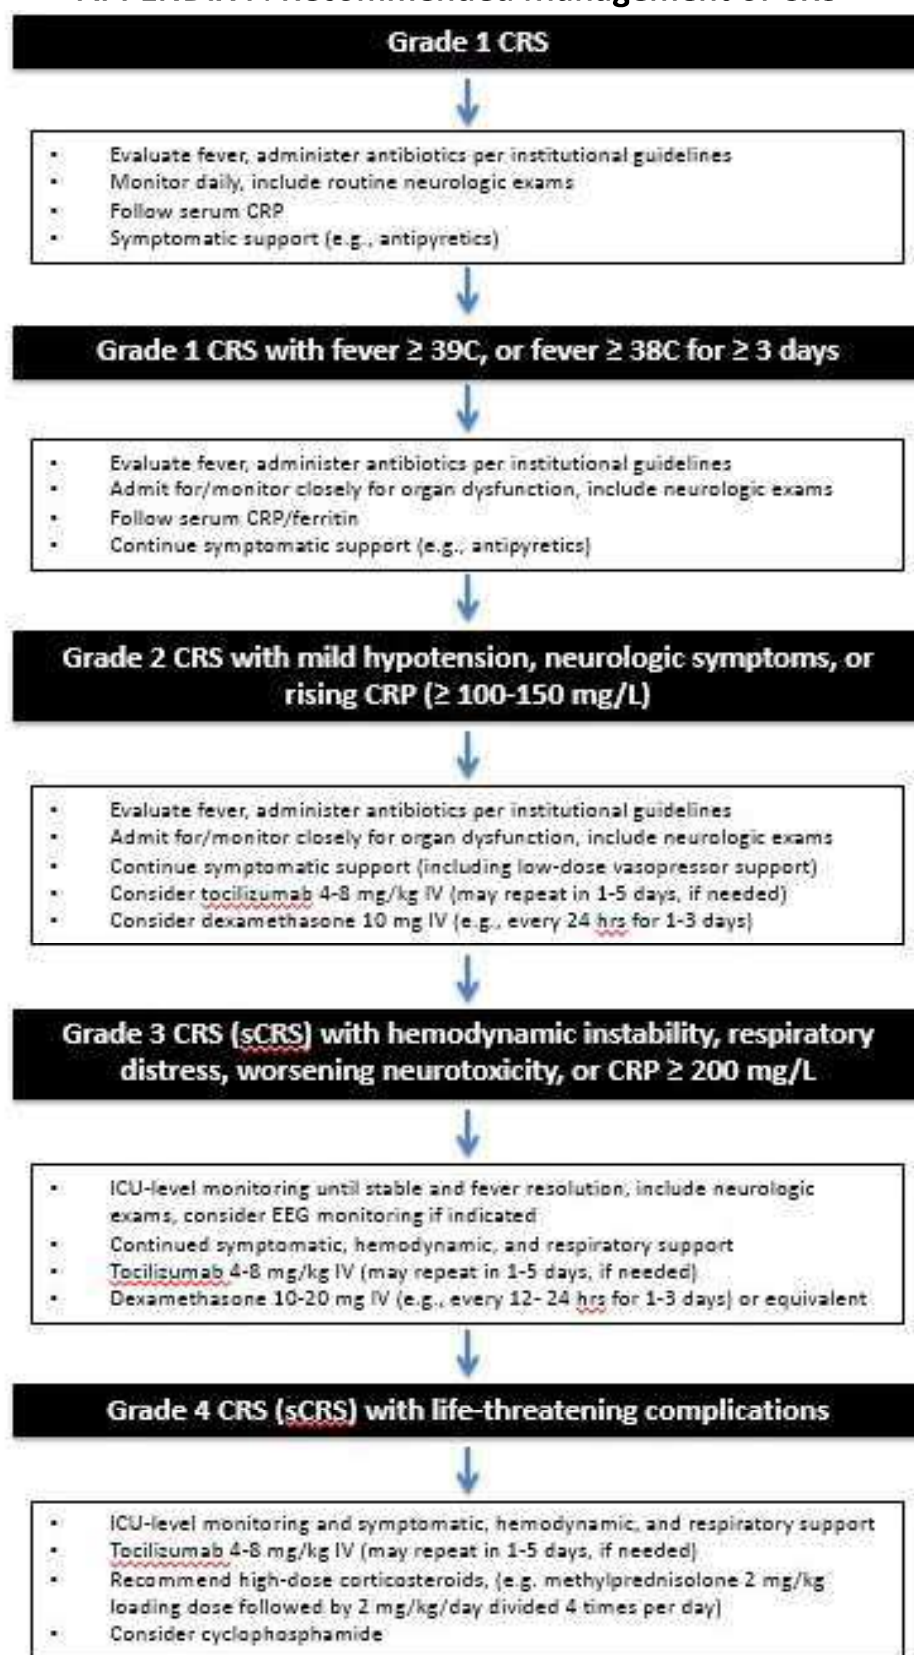 Grade 1 CRS
• Evaluate fever, administer antibiotics per institutional guidelines
• Monitor daily, include routine neurologic exams
• Follow serum CRP
• Symptomatic support (e.g., antipyretics)
Grade 1 CRS with fever ≥ 39C, or fever ≥ 38C for ≥ 3 days
• Evaluate fever, administer antibiotics per institutional guidelines
• Admit for/monitor closely for organ dysfunction, include neurologic exams
• Follow serum CRP/ferritin
• Continue symptomatic support (e.g., antipyretics)
Grade 2 CRS with mild hypotension, neurologic symptoms, or
rising CRP (≥ 100-150 mg/L)
• Evaluate fever, administer antibiotics per institutional guidelines
• Admit for/monitor closely for organ dysfunction, include neurologic exams
• Continue symptomatic support (including low-dose vasopressor support)
• Consider tocilizumab 4-8 mg/kg IV (may repeat in 1-5 days, if needed)
• Consider dexamethasone 10 mg IV (e.g., every 24 hrs for 1-3 days)
Grade 3 CRS (sCRS) with hemodynamic instability, respiratory
distress, worsening neurotoxicity, or CRP ≥ 200 mg/L
• ICU-level monitoring until stable and fever resolution, include neurologic
exams, consider EEG monitoring if indicated
• Continued symptomatic, hemodynamic, and respiratory support
• Tocilizumab 4-8 mg/kg IV (may repeat in 1-5 days, if needed)
• Dexamethasone 10-20 mg IV (e.g., every 12- 24 hrs for 1-3 days) or equivalent
Grade 4 CRS (sCRS) with life-threatening complications
• ICU-level monitoring and symptomatic, hemodynamic, and respiratory support
• Tocilizumab 4-8 mg/kg IV (may repeat in 1-5 days, if needed)
• Recommend high-dose corticosteroids, (e.g. methylprednisolone 2 mg/kg
loading dose followed by 2 mg/kg/day divided 4 times per day)
• Consider cyclophosphamide